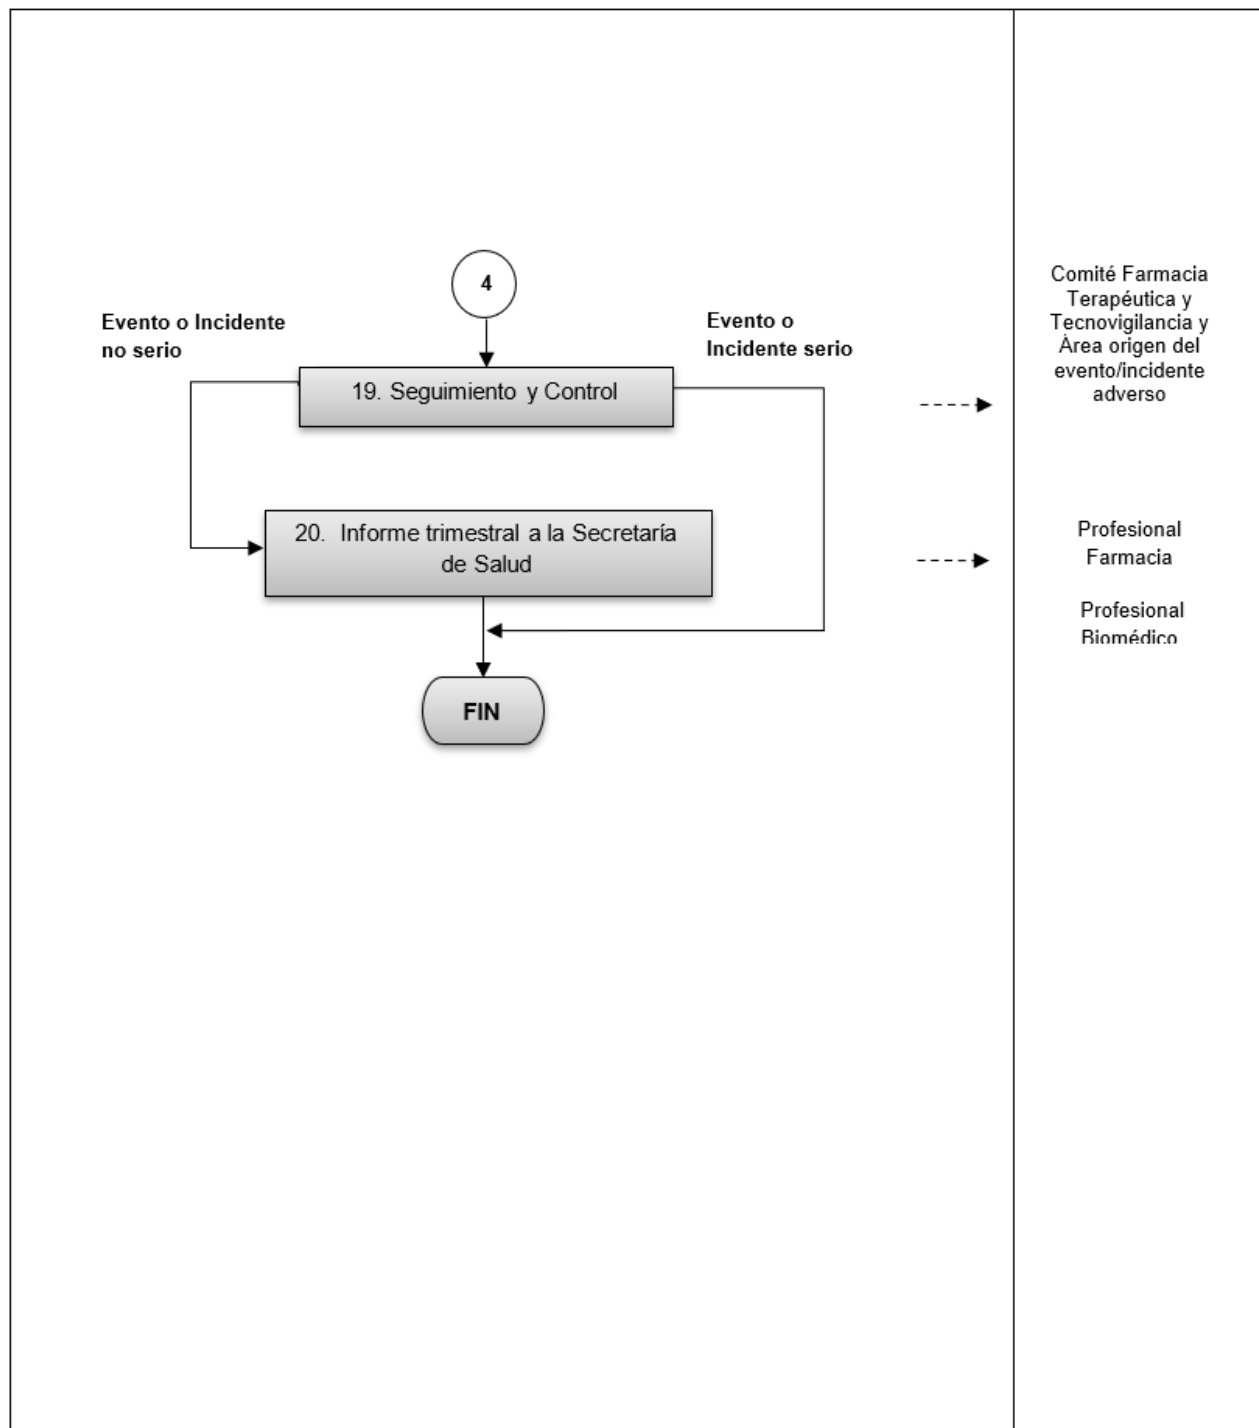 4
Evento o Incidente
no serio
Evento o
Incidente serio
19. Seguimiento y Control
20. Informe trimestral a la Secretaría
de Salud
FIN
Comité Farmacia
Terapéutica y
Tecnovigilancia y
Área origen del
evento/incidente
adverso
Profesional
Farmacia
Profesional
Biomédico